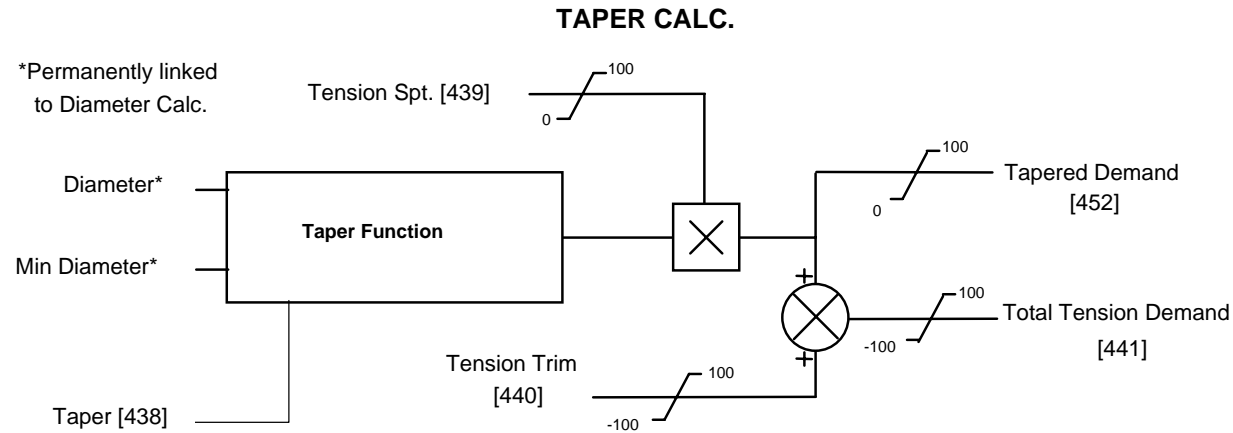 TAPER CALC.
*Permanently linked
to Diameter Calc.
Tension Spt. [439]
100
0
Diameter*
Min Diameter*
Taper Function
100
0
Tapered Demand
[452]
+
+
100
-100
Total Tension Demand
[441]
Tension Trim
[440]
100
-100
Taper [438]